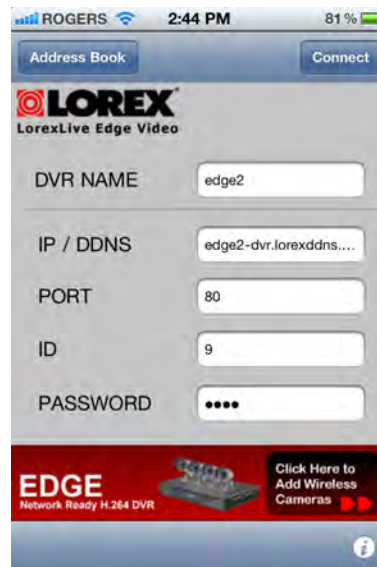 ROGERS 2:44 PM 81%
Address Book Connect
LOREX
LorexLive Edge Video
DVR NAME edge2
IP / DDNS edge2-dvr.lorexddns....
PORT 80
ID 9
PASSWORD ••••
EDGE
Network Ready H.264 DVR
Click Here to
Add Wireless
Cameras